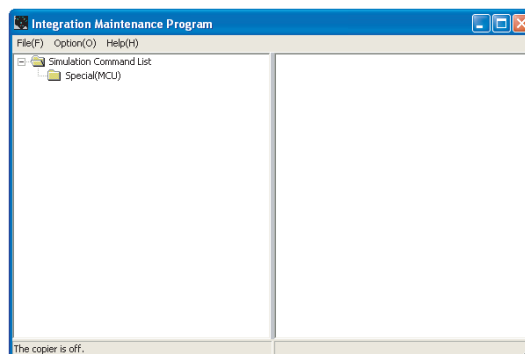 Integration Maintenance Program
File(F) Option(O) Help(H)
Simulation Command List
Special(MCU)
The copier is off.